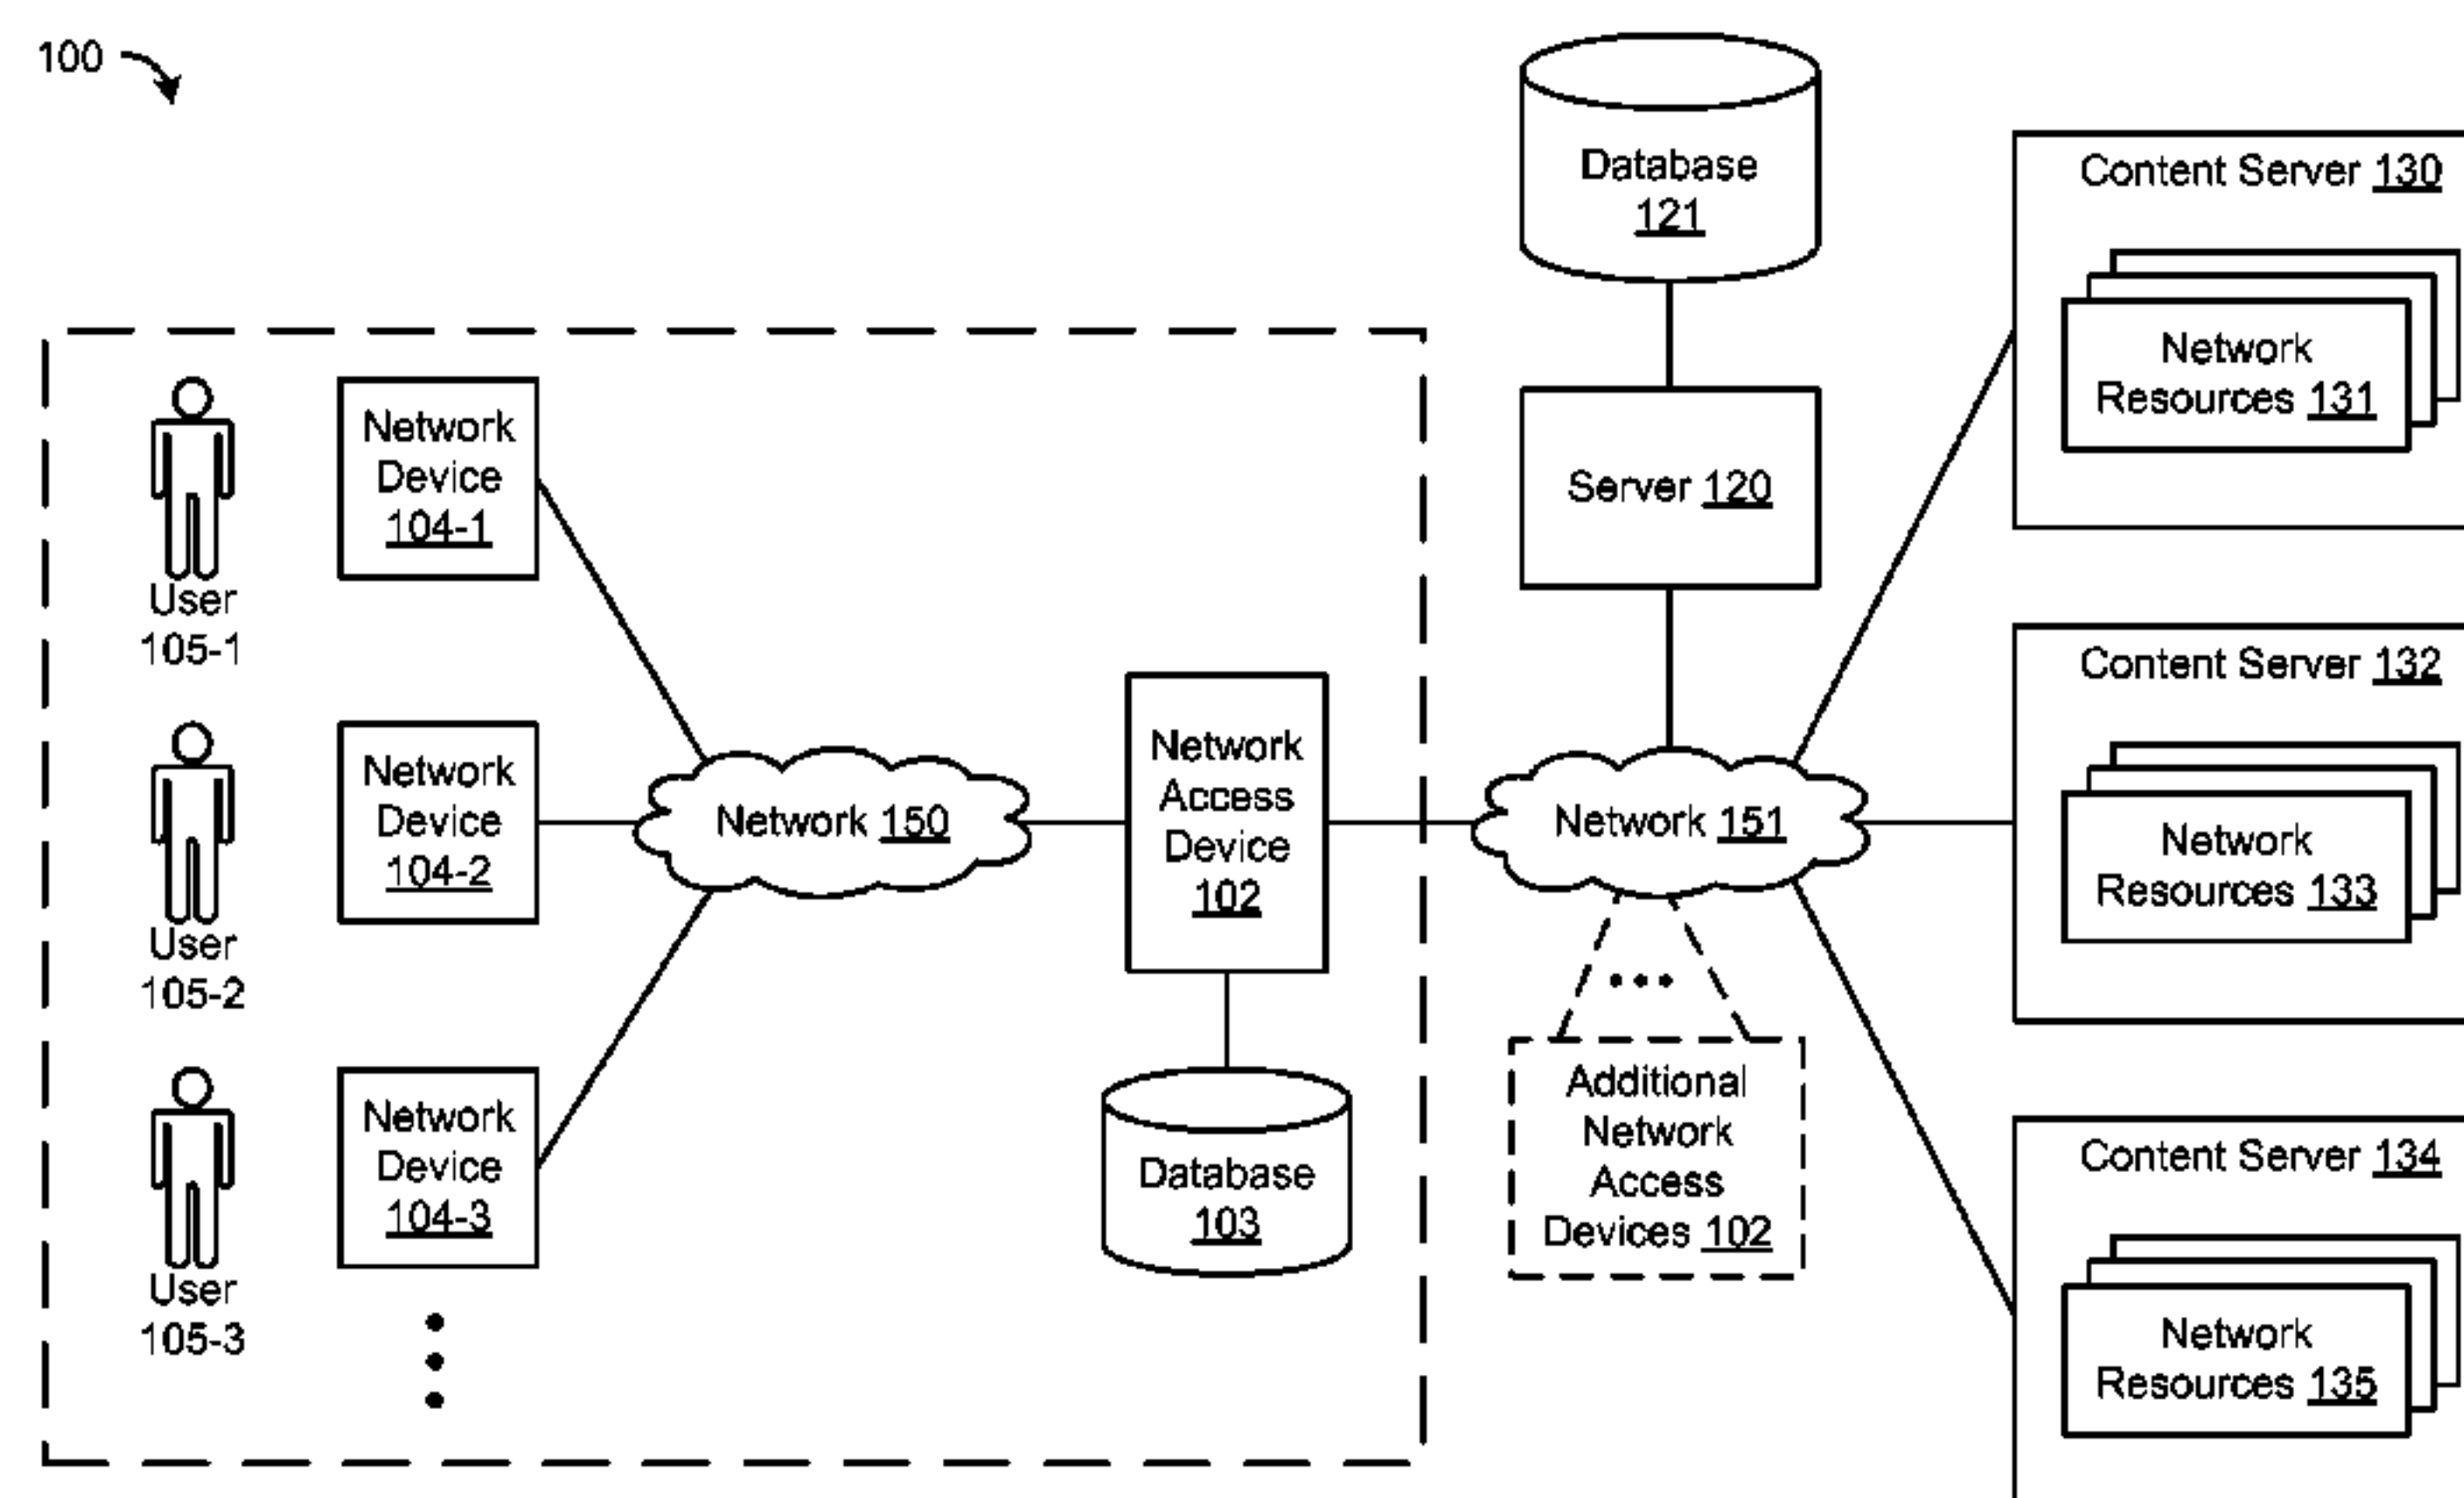 100
Database
121
Content Server 130
Network
Resources 131
Server 120
Network
Device
104-1
User
105-1
Network
Device
104-2
User
105-2
Network
Device
104-3
User
105-3
Network 150
Network
Access
Device
102
Database
103
Network 151
Additional
Network
Access
Devices 102
Content Server 132
Network
Resources 133
Content Server 134
Network
Resources 135